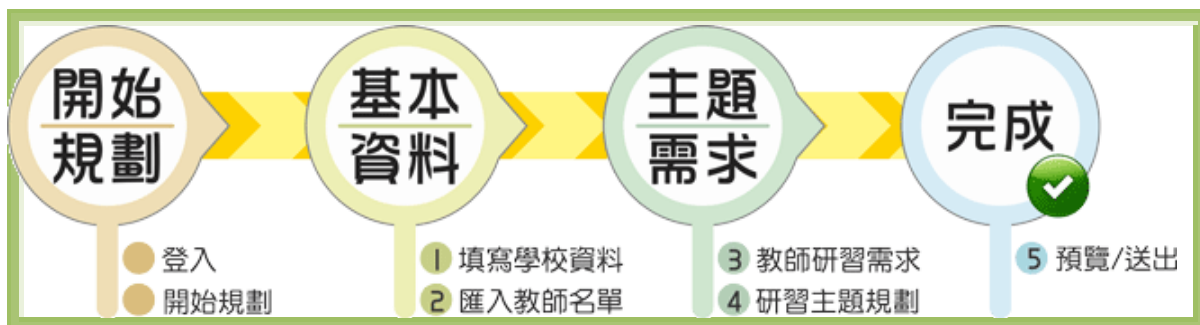 開始
規劃
登入
開始規劃
基本
資料
1 填寫學校資料
2 匯入教師名單
主題
需求
3 教師研習需求
4 研習主題規劃
完成
5 預覽/送出